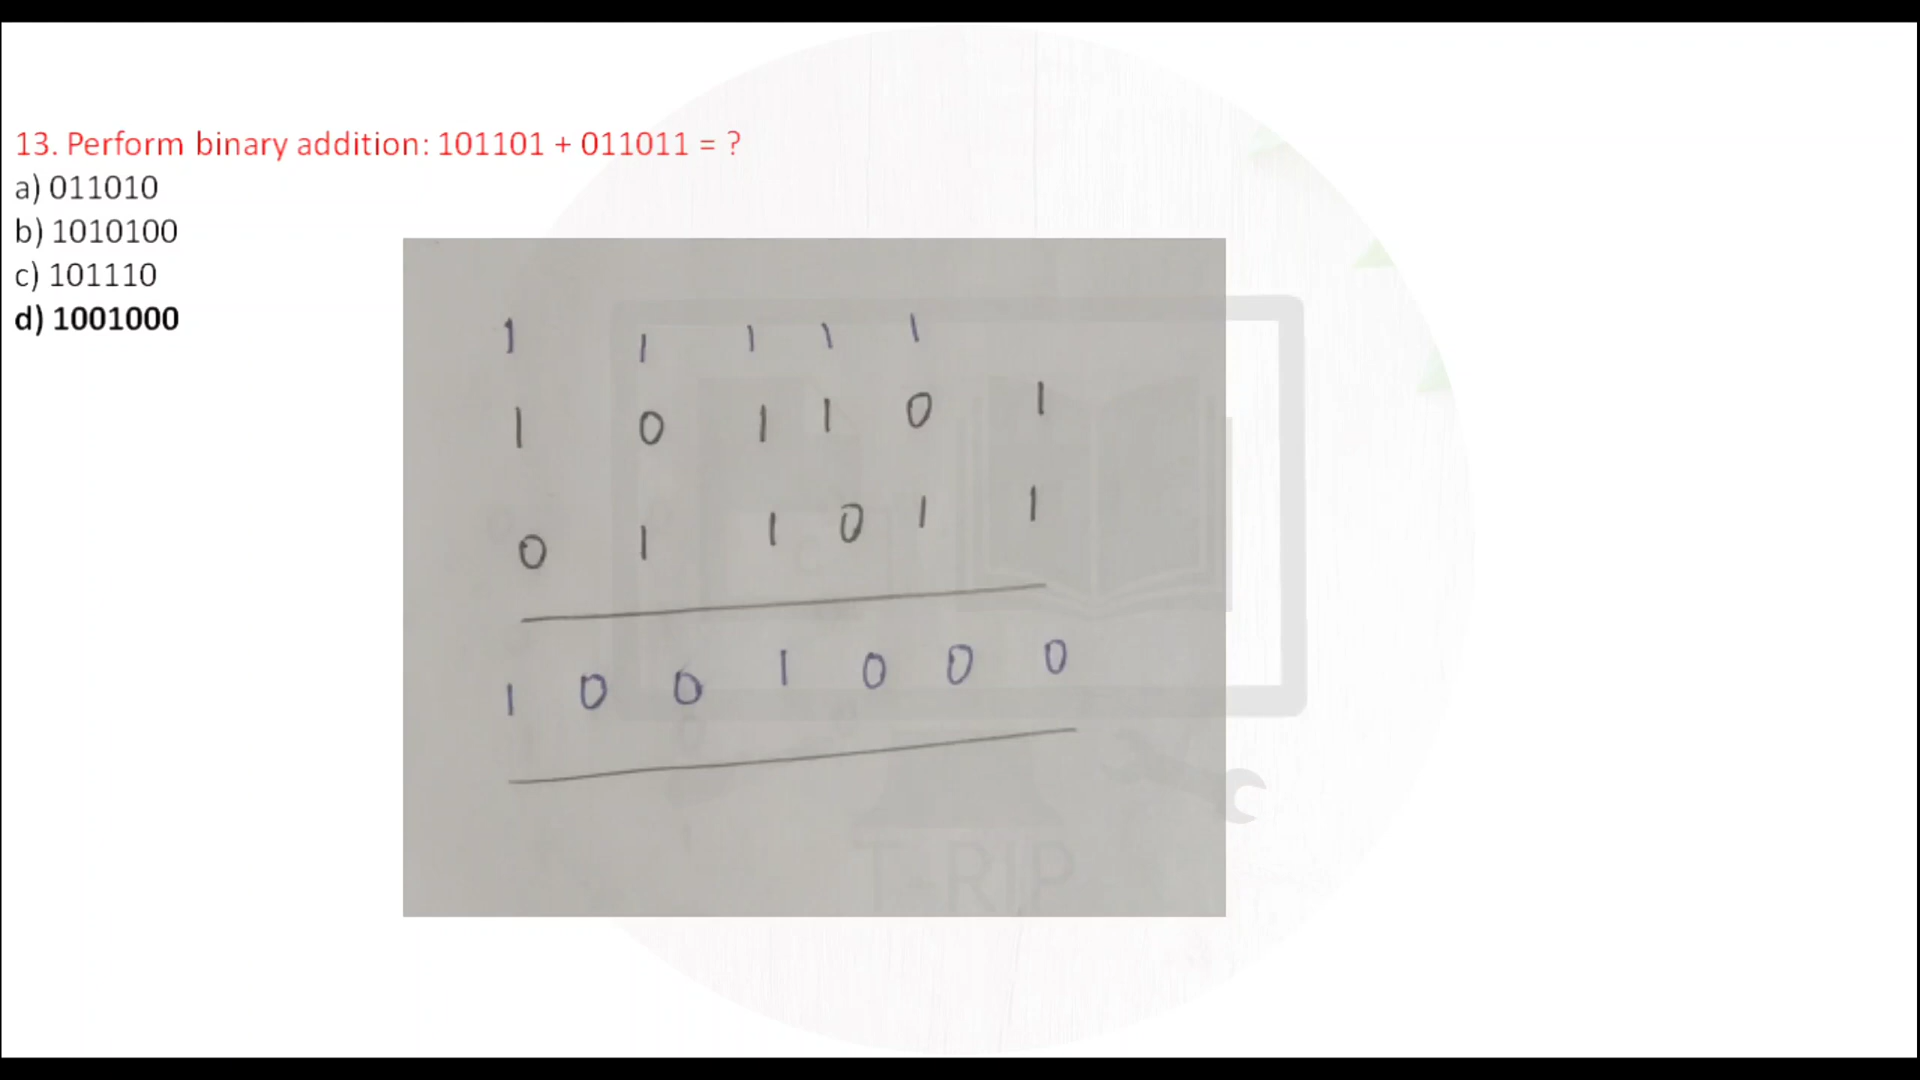 13. Perform binary addition: 101101 + 011011 = ?
a) 011010
b) 1010100
c) 101110
d) 1001000
1 1 1 1 1
1 0 1 1 0 1
0 1 1 0 1 1
1 0 0 1 0 0 0
T-RIP